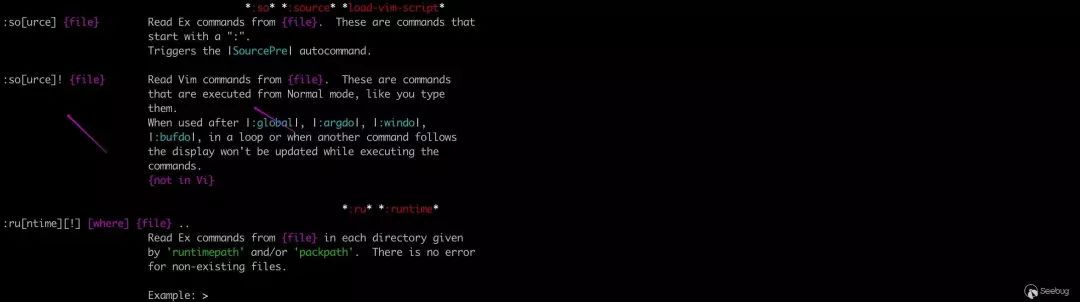 *:so* *:source* *load-vim-script*
:so[urce] {file} Read Ex commands from {file}. These are commands that
start with a ":".
Triggers the |SourcePre| autocommand.
:so[urce]! {file} Read Vim commands from {file}. These are commands
that are executed from Normal mode, like you type
them.
When used after |:global|, |:argdo|, |:windo|,
|:bufdo|, in a loop or when another command follows
the display won't be updated while executing the
commands.
{not in Vi}
*:ru* *:runtime*
:ru[ntime][!] [where] {file} ..
Read Ex commands from {file} in each directory given
by 'runtimepath' and/or 'packpath'. There is no error
for non-existing files.
Example: >
Seebug